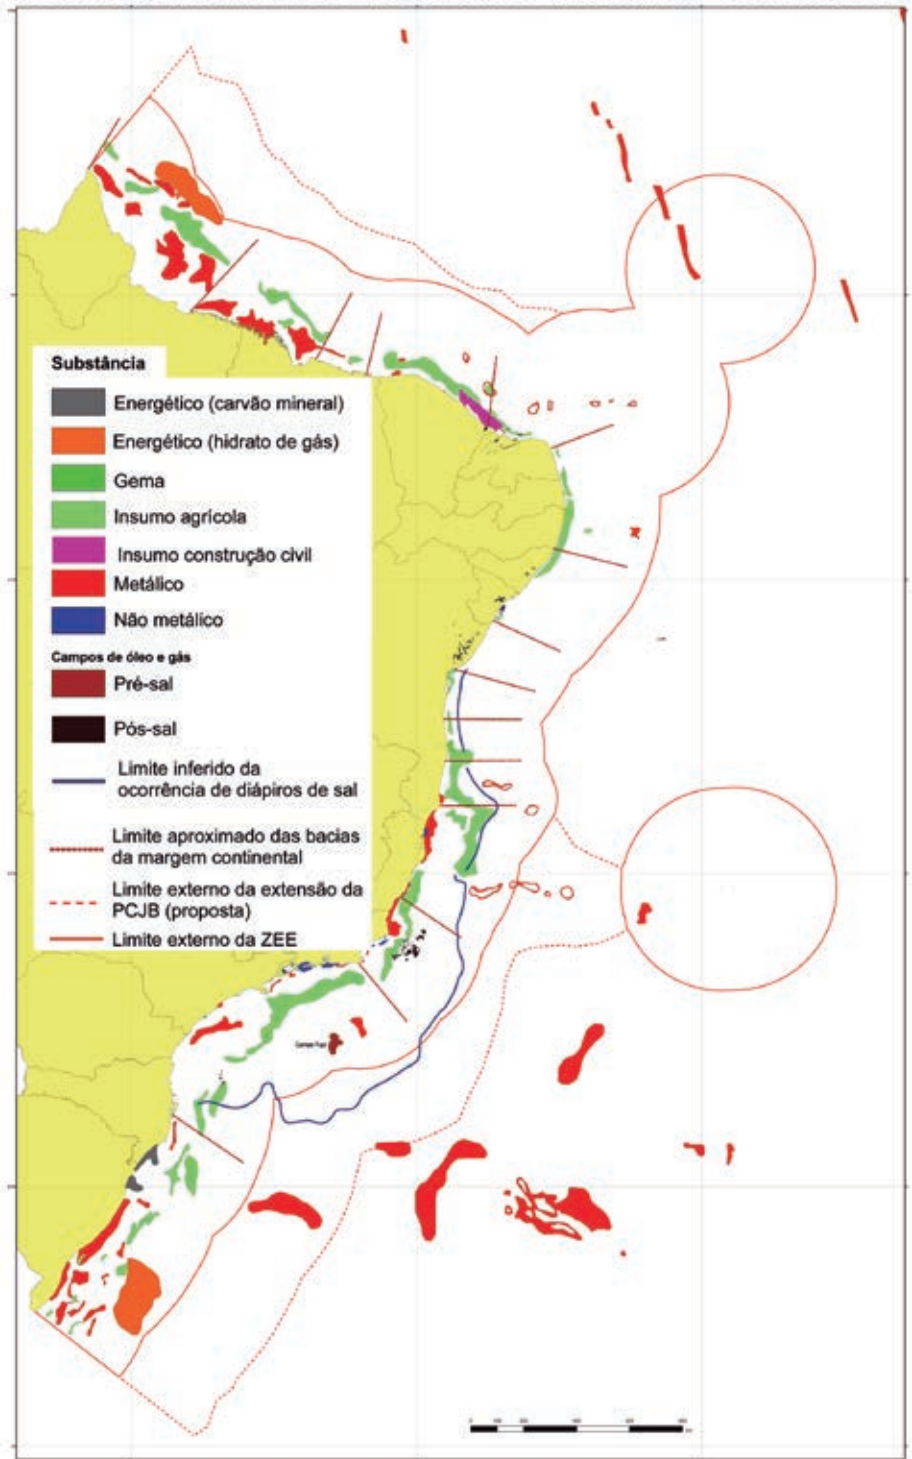 Substância
Energético (carvão mineral)
Energético (hidrato de gás)
Gema
Insumo agrícola
Insumo construção civil
Metálico
Não metálico
Campos de óleo e gás
Pré-sal
Pós-sal
Limite inferido da
ocorrência de diápiros de sal
Limite aproximado das bacias
da margem continental
Limite externo da extensão da
PCJB (proposta)
Limite externo da ZEE